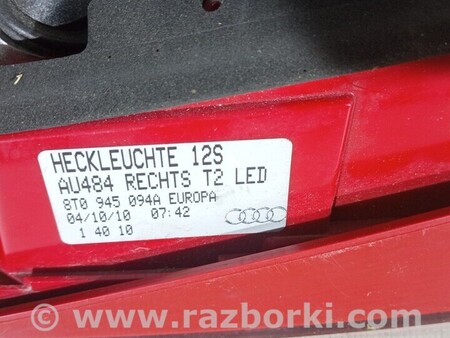 HECKLEUCHTE 12S
AU484 RECHTS T2 LED
8T0 945 094A EUROPA
04/10/10 07:42
1 40 10
www.razborki.com